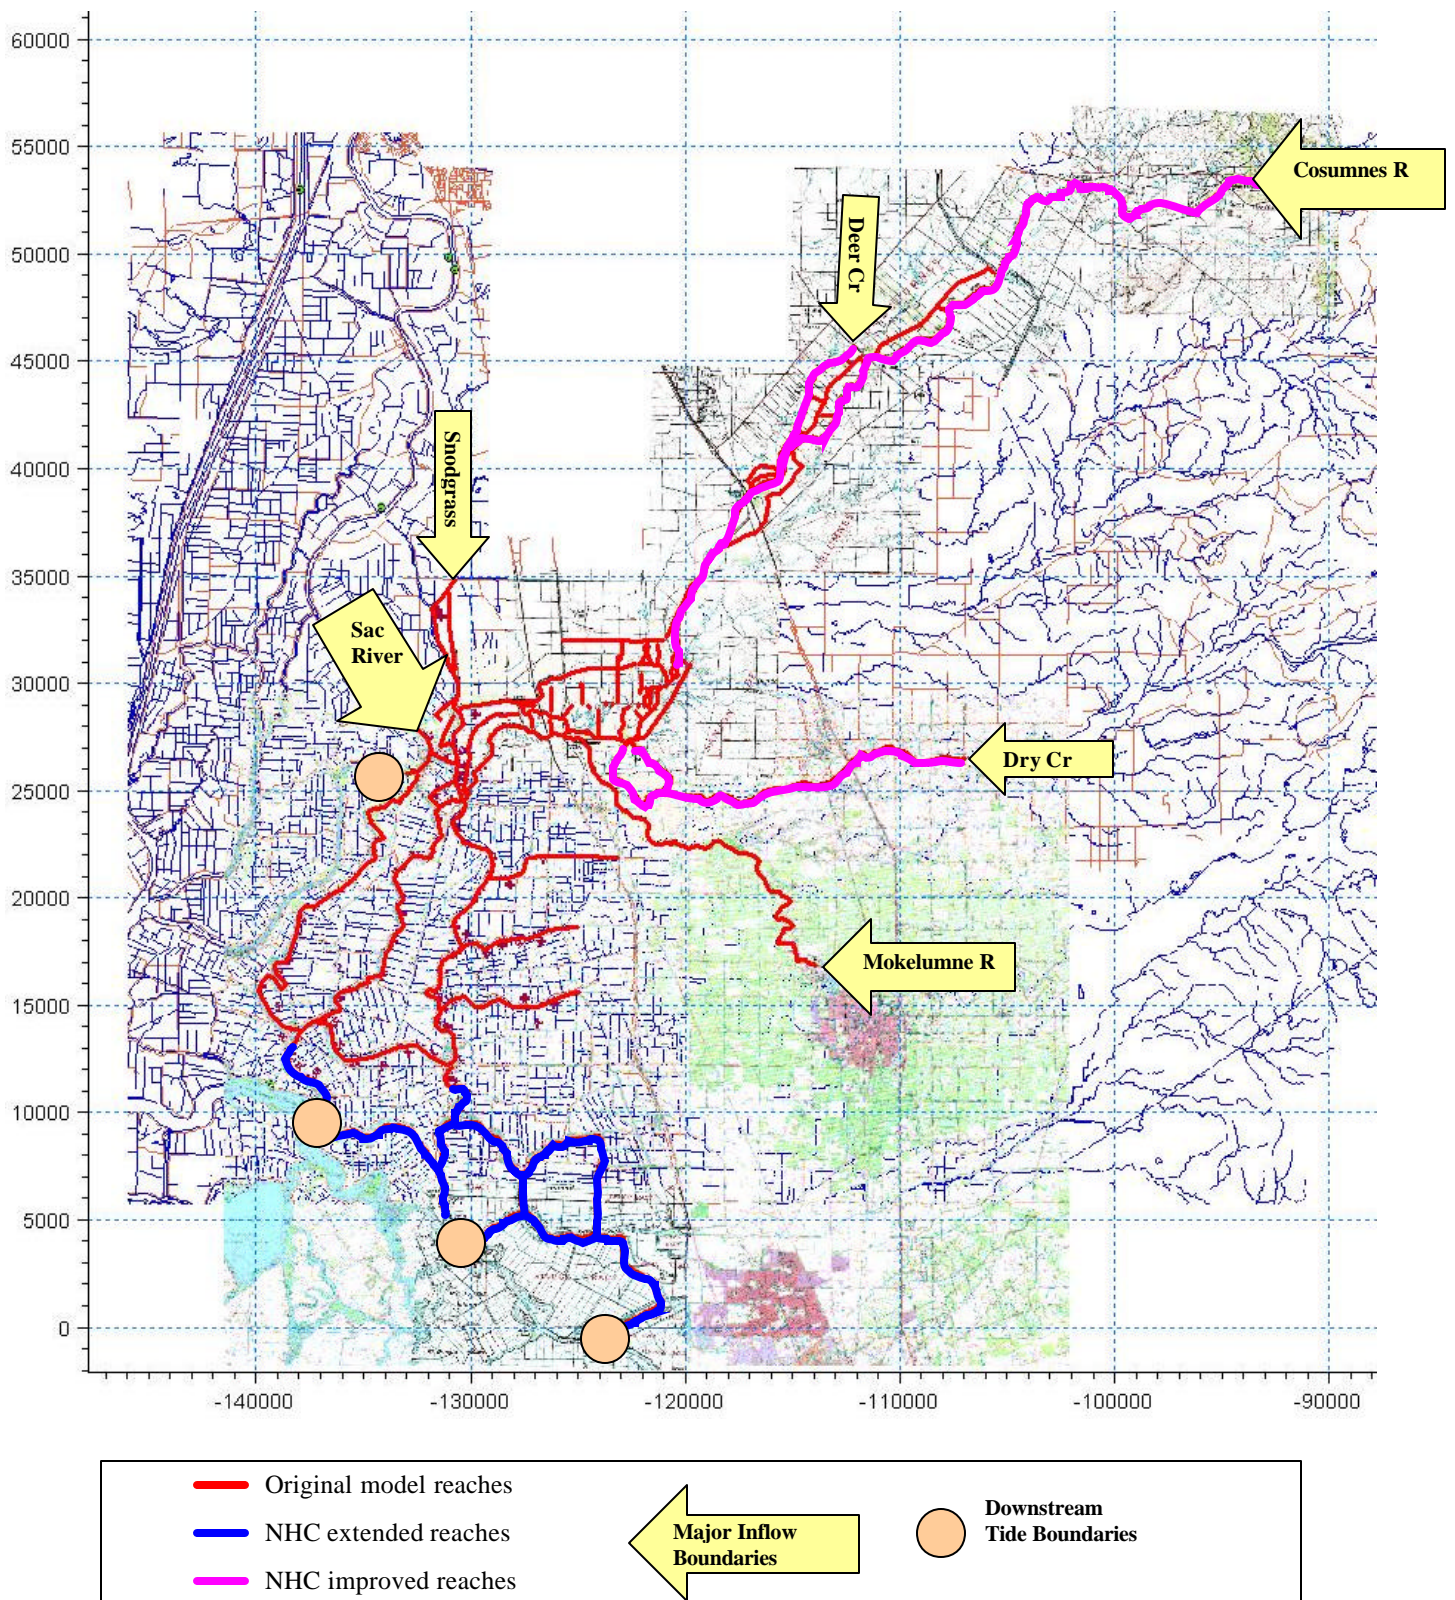 60000
55000
50000
45000
40000
35000
30000
25000
20000
15000
10000
5000
0
-140000
-130000
-120000
-110000
-100000
-90000
Cosumnes R
Deer Cr
Snodgrass
Sac
River
Dry Cr
Mokelumne R
Original model reaches
NHC extended reaches
NHC improved reaches
Major Inflow
Boundaries
Downstream
Tide Boundaries